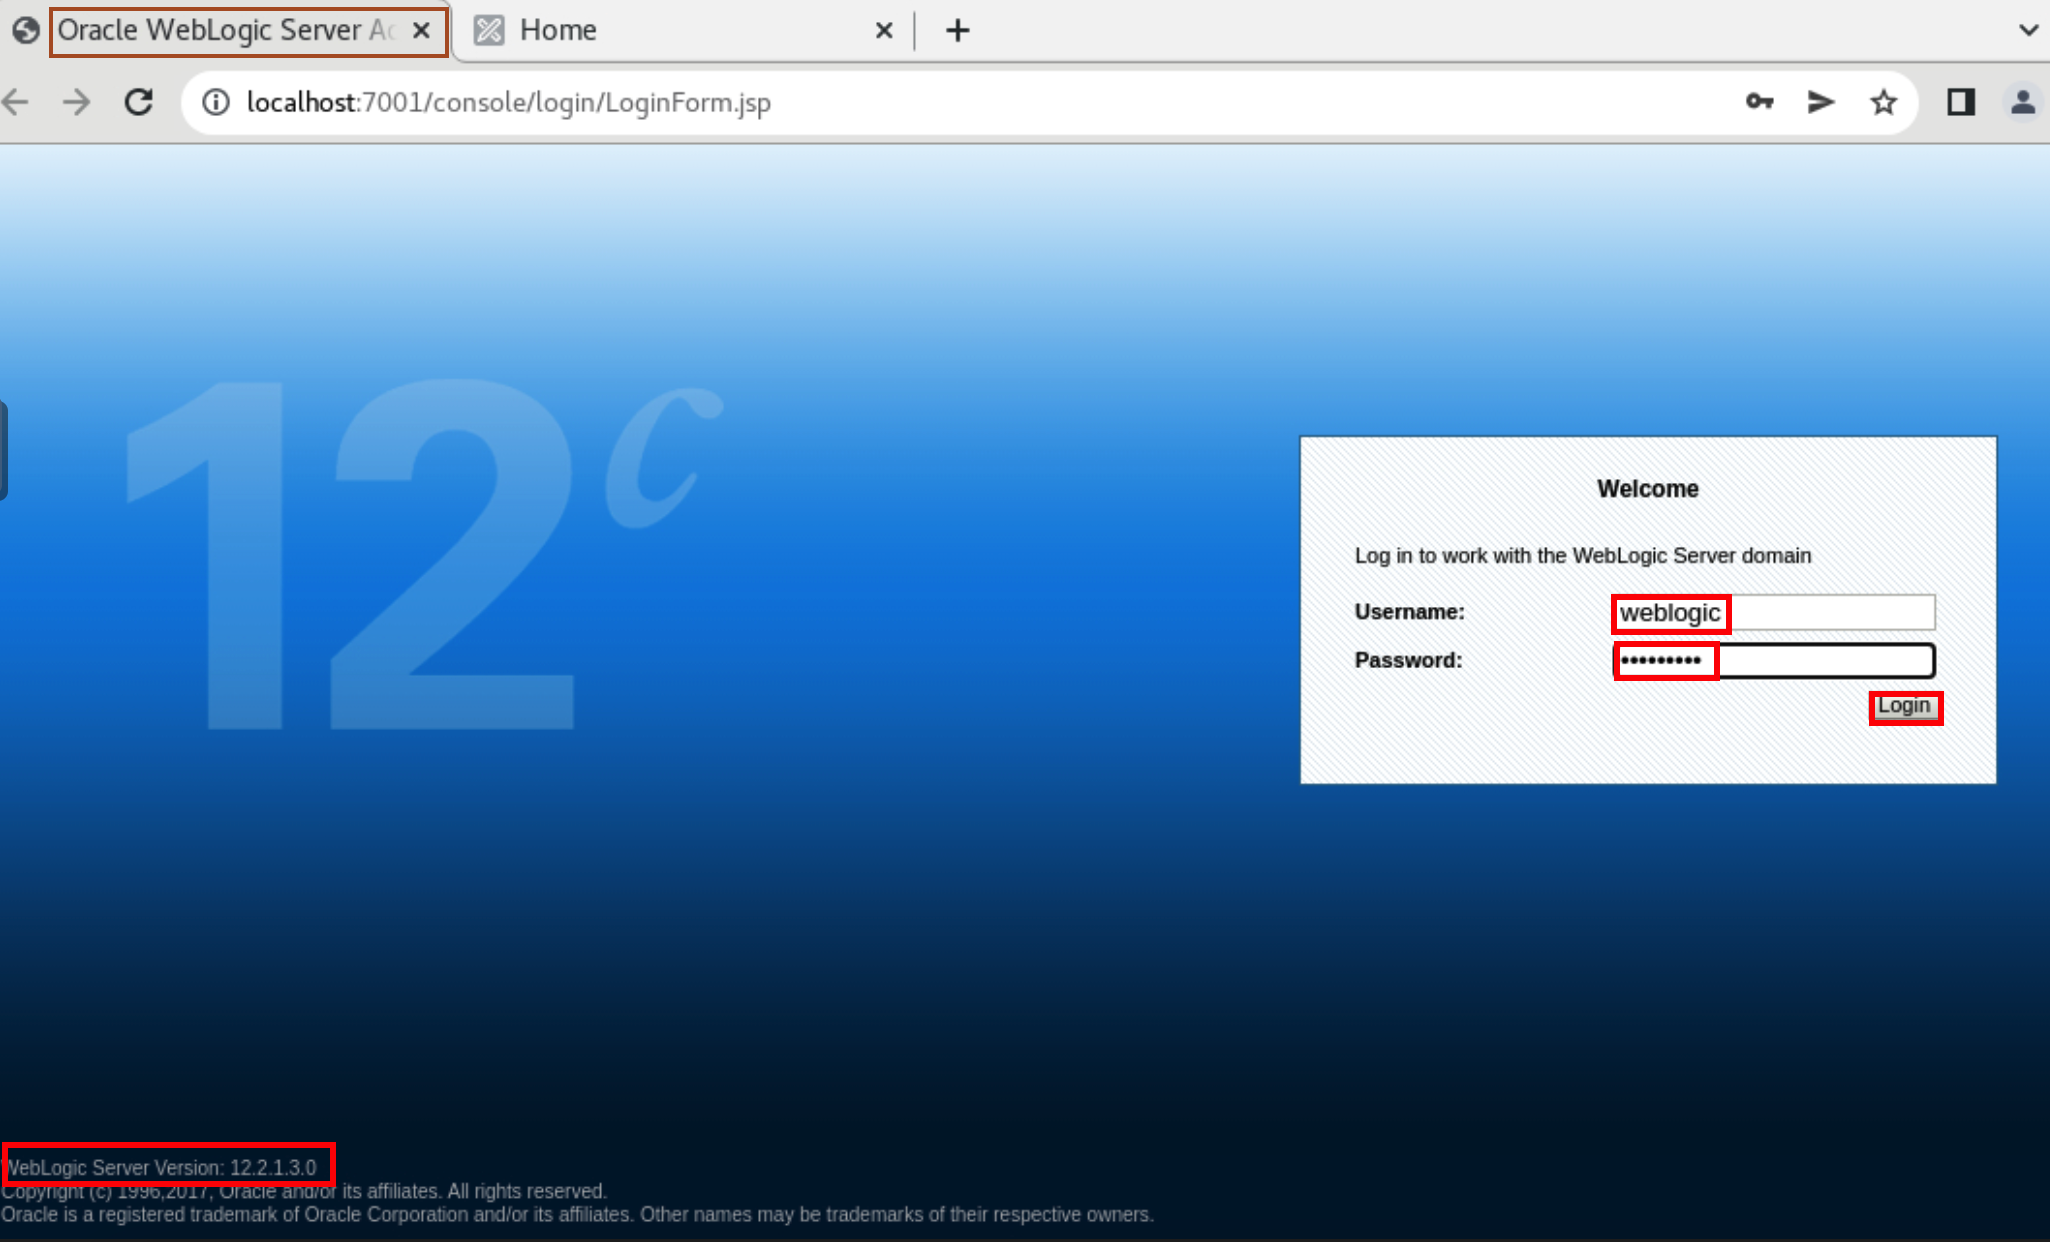 Oracle WebLogic Server Ac
Home
localhost:7001/console/login/LoginForm.jsp
12c
Welcome
Log in to work with the WebLogic Server domain
Username: weblogic
Password: •••••••••
Login
WebLogic Server Version: 12.2.1.3.0
Copyright (c) 1996,2017, Oracle and/or its affiliates. All rights reserved.
Oracle is a registered trademark of Oracle Corporation and/or its affiliates. Other names may be trademarks of their respective owners.